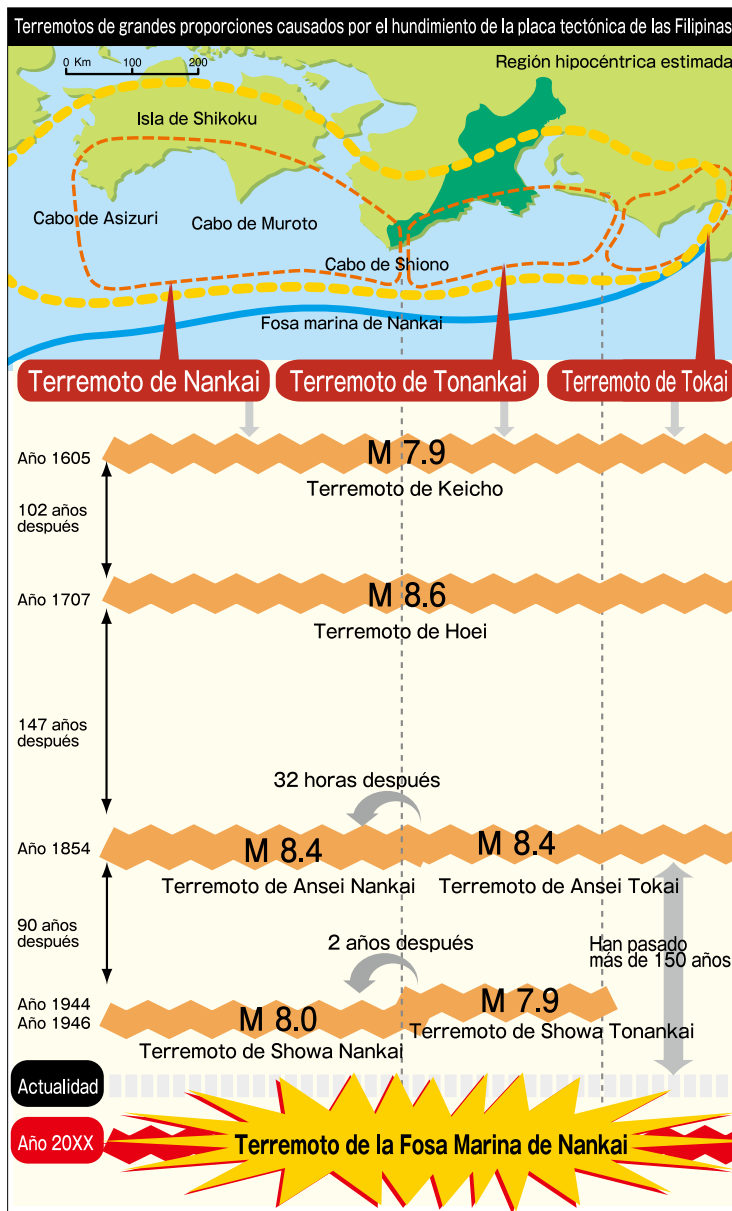 Terremotos de grandes proporciones causados por el hundimiento de la placa tectónica de las Filipinas
0 Km 100 200
Región hipocéntrica estimada
Isla de Shikoku
Cabo de Asizuri
Cabo de Muroto
Cabo de Shiono
Fosa marina de Nankai
Terremoto de Nankai
Terremoto de Tonankai
Terremoto de Tokai
Año 1605
M 7.9
Terremoto de Keicho
102 años
después
Año 1707
M 8.6
Terremoto de Hoei
147 años
después
32 horas después
Año 1854
M 8.4
M 8.4
Terremoto de Ansei Nankai
Terremoto de Ansei Tokai
90 años
después
2 años después
Han pasado
más de 150 años
Año 1944
Año 1946
M 8.0
M 7.9
Terremoto de Showa Nankai
Terremoto de Showa Tonankai
Actualidad
Año 20XX
Terremoto de la Fosa Marina de Nankai